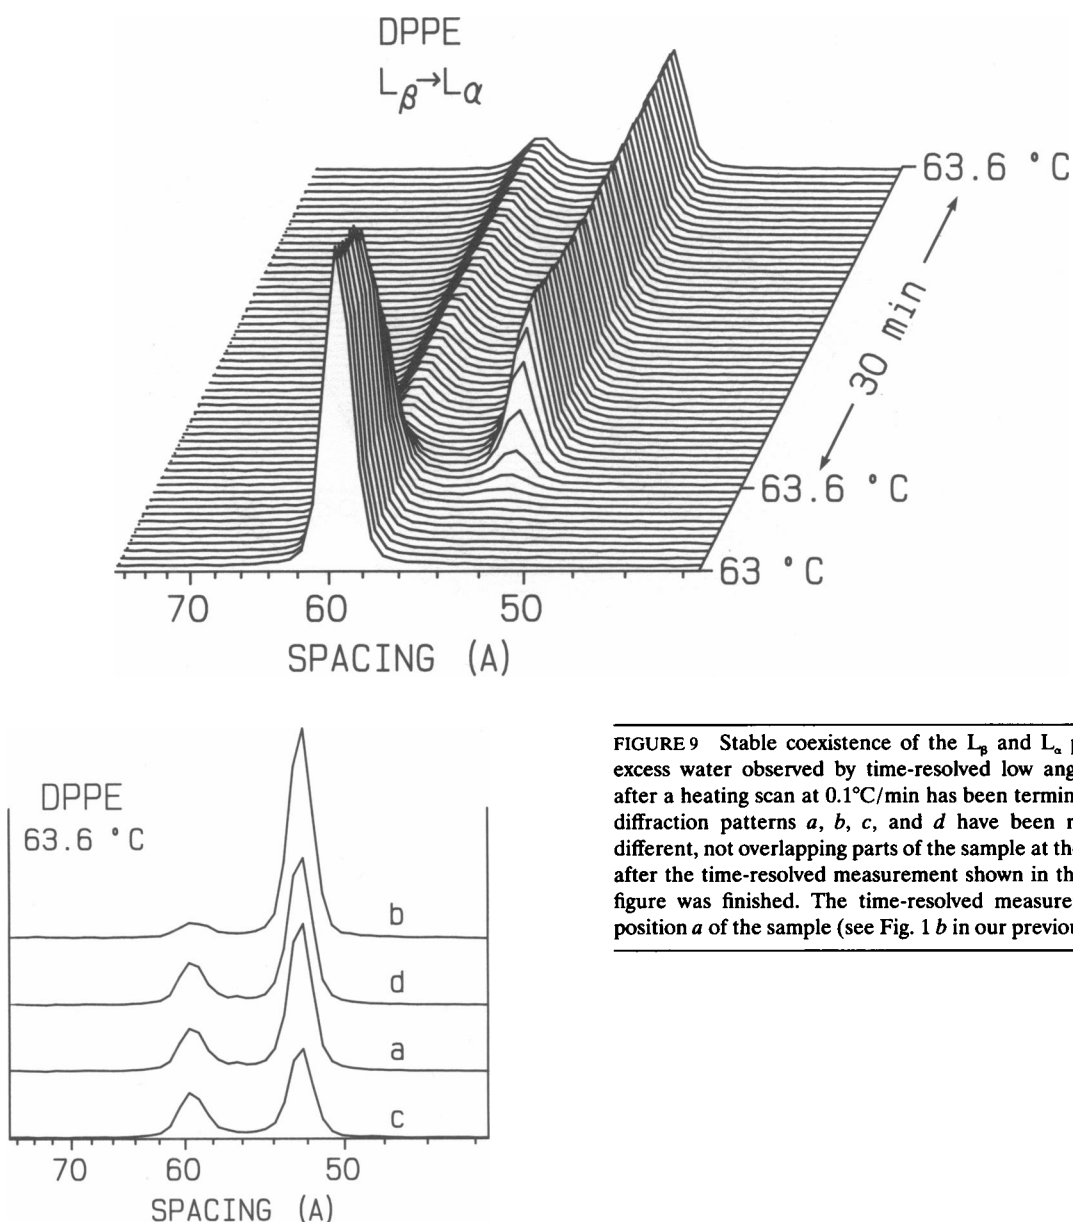 DPPE
Lβ→Lα
63.6 °C
30 min
63.6 °C
63 °C
70 60 50
SPACING (A)
DPPE
63.6 °C
b
d
a
c
70 60 50
SPACING (A)
FIGURE 9 Stable coexistence of the Lβ and Lα p
excess water observed by time-resolved low ang
after a heating scan at 0.1°C/min has been termin
diffraction patterns a, b, c, and d have been r
different, not overlapping parts of the sample at the
after the time-resolved measurement shown in th
figure was finished. The time-resolved measure
position a of the sample (see Fig. 1 b in our previou